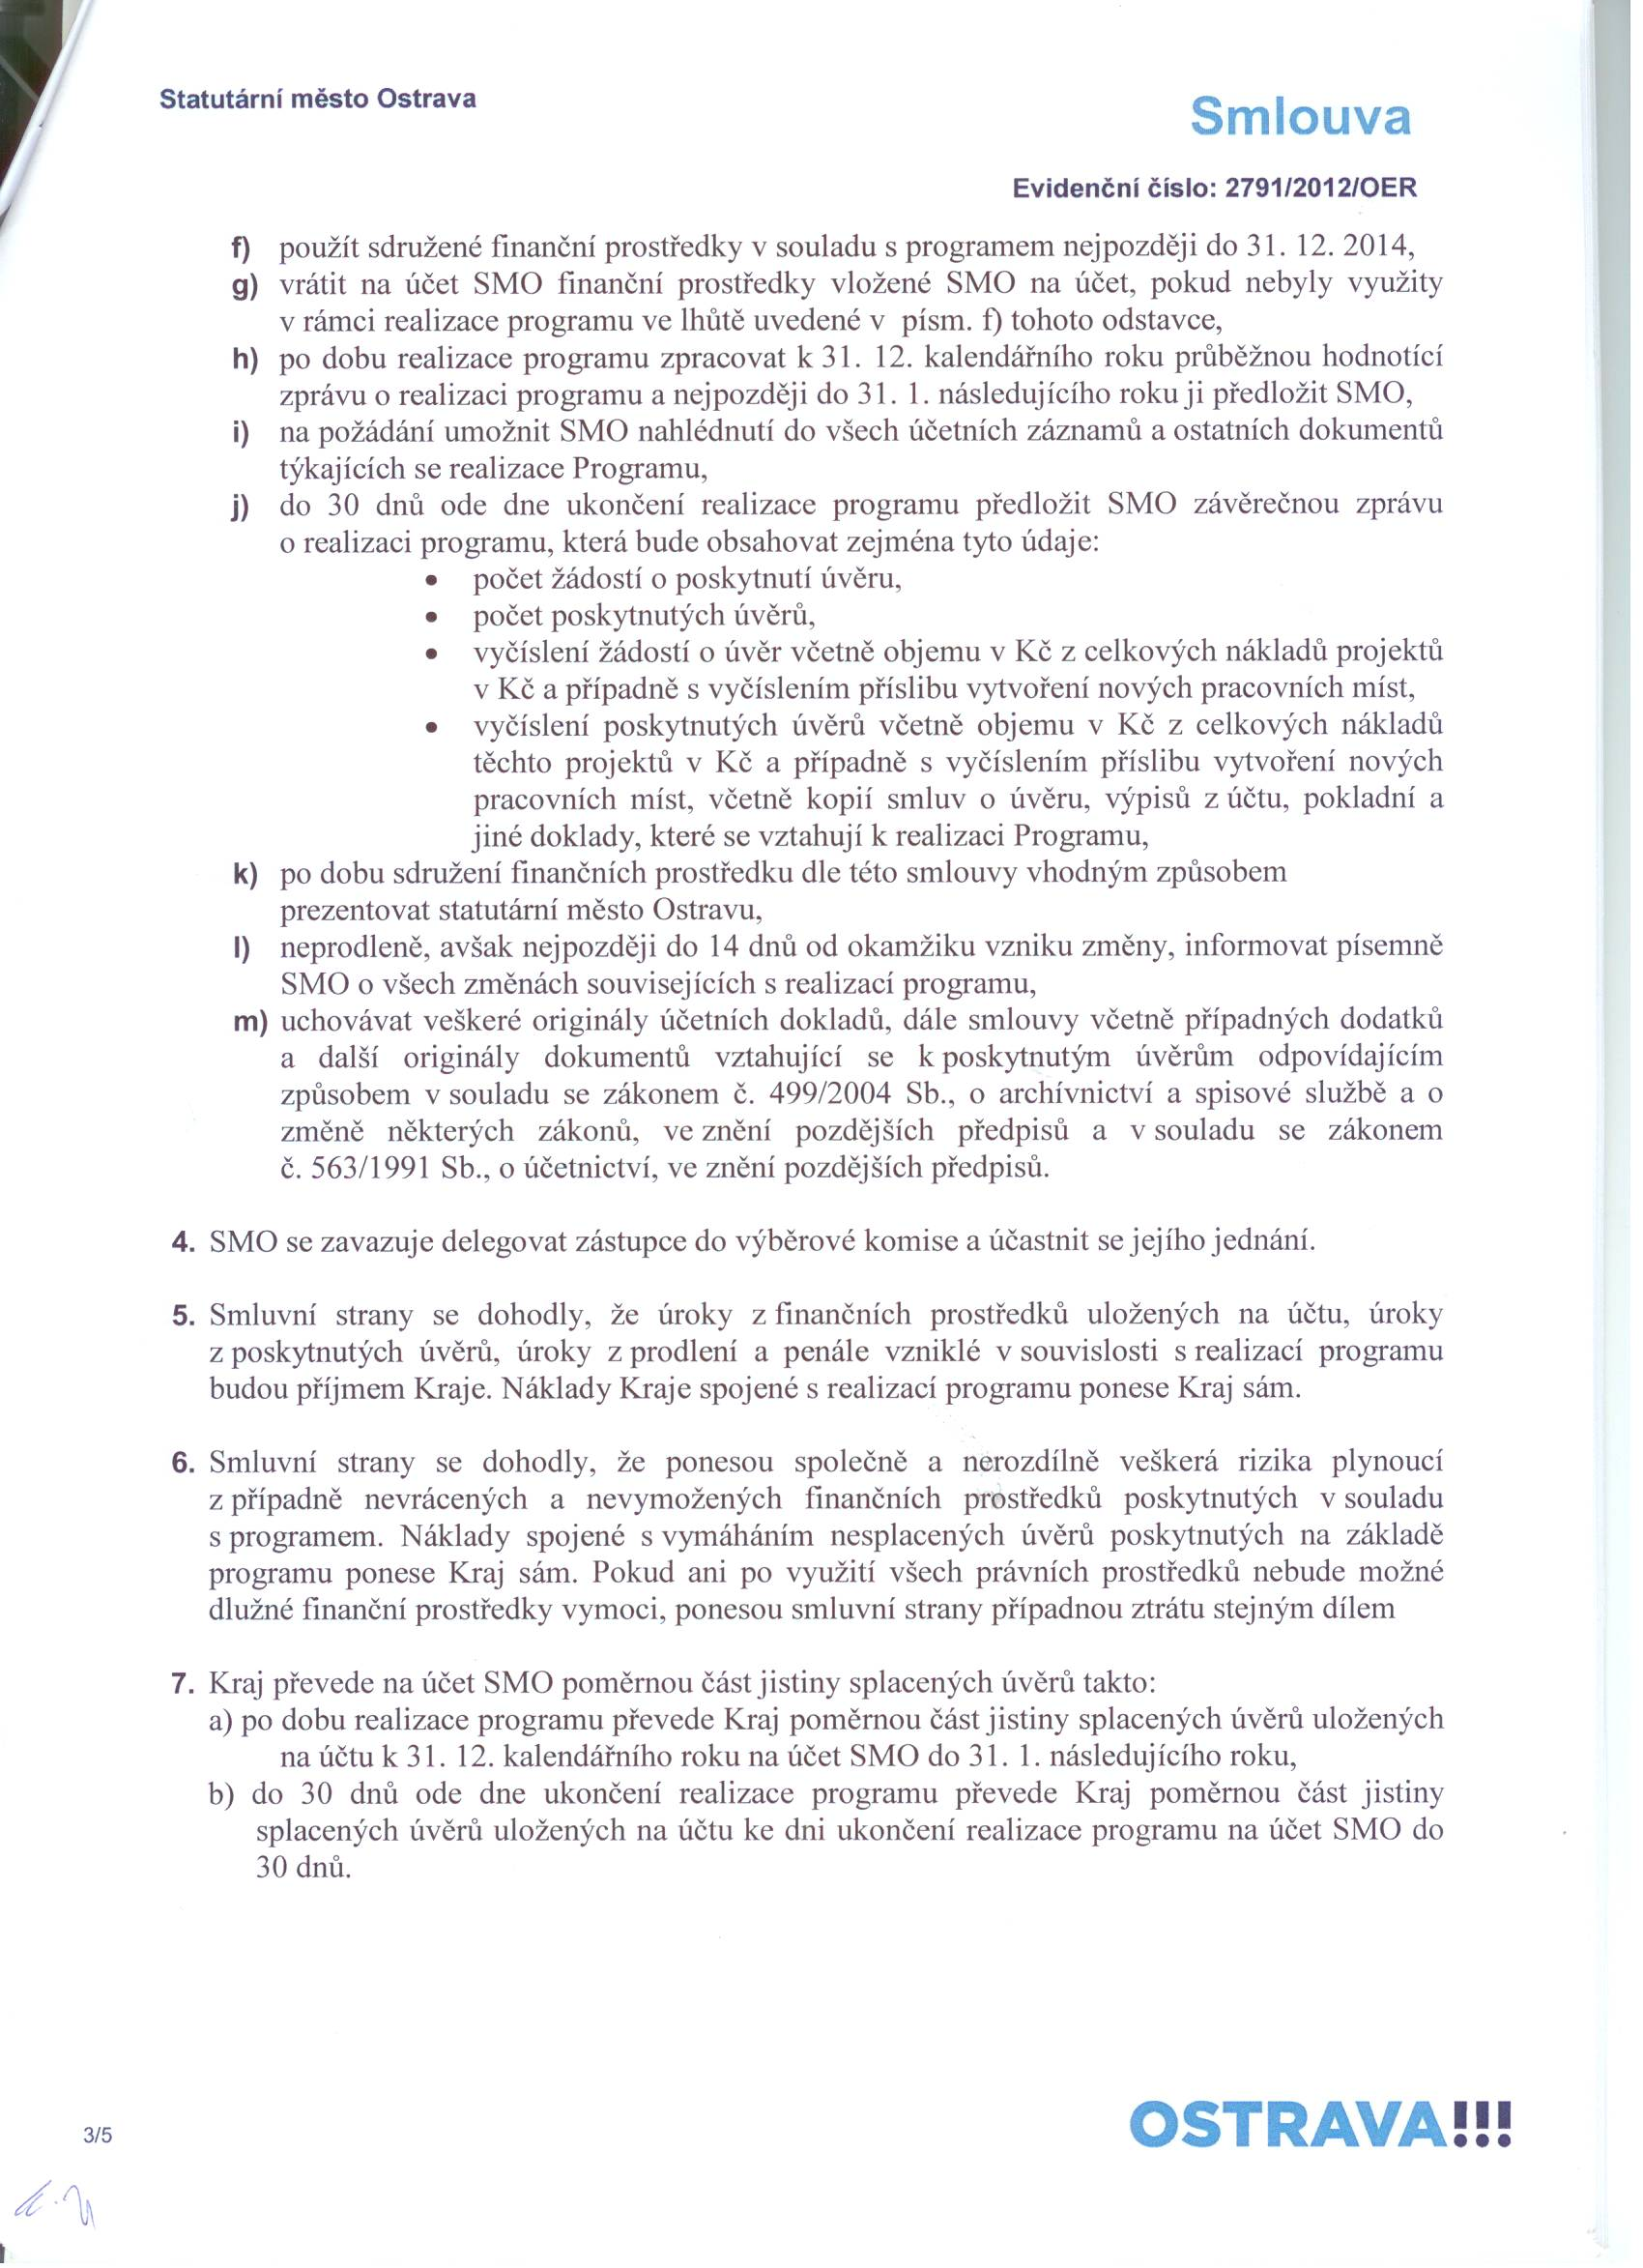 Statutární město Ostrava
Smlouva
Evidenční číslo: 2791/2012/OER
f) použít sdružené finanční prostředky v souladu s programem nejpozději do 31. 12. 2014,
g) vrátit na účet SMO finanční prostředky vložené SMO na účet, pokud nebyly využity
v rámci realizace programu ve lhůtě uvedené v písm. f) tohoto odstavce,
h) po dobu realizace programu zpracovat k 31. 12. kalendářního roku průběžnou hodnotící
zprávu o realizaci programu a nejpozději do 31. 1. následujícího roku ji předložit SMO,
i) na požádání umožnit SMO nahlédnutí do všech účetních záznamů a ostatních dokumentů
týkajících se realizace Programu,
j) do 30 dnů ode dne ukončení realizace programu předložit SMO závěrečnou zprávu
o realizaci programu, která bude obsahovat zejména tyto údaje:
• počet žádostí o poskytnutí úvěru,
• počet poskytnutých úvěrů,
• vyčíslení žádostí o úvěr včetně objemu v Kč z celkových nákladů projektů
v Kč a případně s vyčíslením příslibu vytvoření nových pracovních míst,
• vyčíslení poskytnutých úvěrů včetně objemu v Kč z celkových nákladů
těchto projektů v Kč a případně s vyčíslením příslibu vytvoření nových
pracovních míst, včetně kopií smluv o úvěru, výpisů z účtu, pokladní a
jiné doklady, které se vztahují k realizaci Programu,
k) po dobu sdružení finančních prostředku dle této smlouvy vhodným způsobem
prezentovat statutární město Ostravu,
l) neprodleně, avšak nejpozději do 14 dnů od okamžiku vzniku změny, informovat písemně
SMO o všech změnách souvisejících s realizací programu,
m) uchovávat veškeré originály účetních dokladů, dále smlouvy včetně případných dodatků
a další originály dokumentů vztahující se k poskytnutým úvěrům odpovídajícím
způsobem v souladu se zákonem č. 499/2004 Sb., o archívnictví a spisové službě a o
změně některých zákonů, ve znění pozdějších předpisů a v souladu se zákonem
č. 563/1991 Sb., o účetnictví, ve znění pozdějších předpisů.
4. SMO se zavazuje delegovat zástupce do výběrové komise a účastnit se jejího jednání.
5. Smluvní strany se dohodly, že úroky z finančních prostředků uložených na účtu, úroky
z poskytnutých úvěrů, úroky z prodlení a penále vzniklé v souvislosti s realizací programu
budou příjmem Kraje. Náklady Kraje spojené s realizací programu ponese Kraj sám.
6. Smluvní strany se dohodly, že ponesou společně a nerozdílně veškerá rizika plynoucí
z případně nevrácených a nevymožených finančních prostředků poskytnutých v souladu
s programem. Náklady spojené s vymáháním nesplacených úvěrů poskytnutých na základě
programu ponese Kraj sám. Pokud ani po využití všech právních prostředků nebude možné
dlužné finanční prostředky vymoci, ponesou smluvní strany případnou ztrátu stejným dílem
7. Kraj převede na účet SMO poměrnou část jistiny splacených úvěrů takto:
a) po dobu realizace programu převede Kraj poměrnou část jistiny splacených úvěrů uložených
na účtu k 31. 12. kalendářního roku na účet SMO do 31. 1. následujícího roku,
b) do 30 dnů ode dne ukončení realizace programu převede Kraj poměrnou část jistiny
splacených úvěrů uložených na účtu ke dni ukončení realizace programu na účet SMO do
30 dnů.
3/5
OSTRAVA!!!